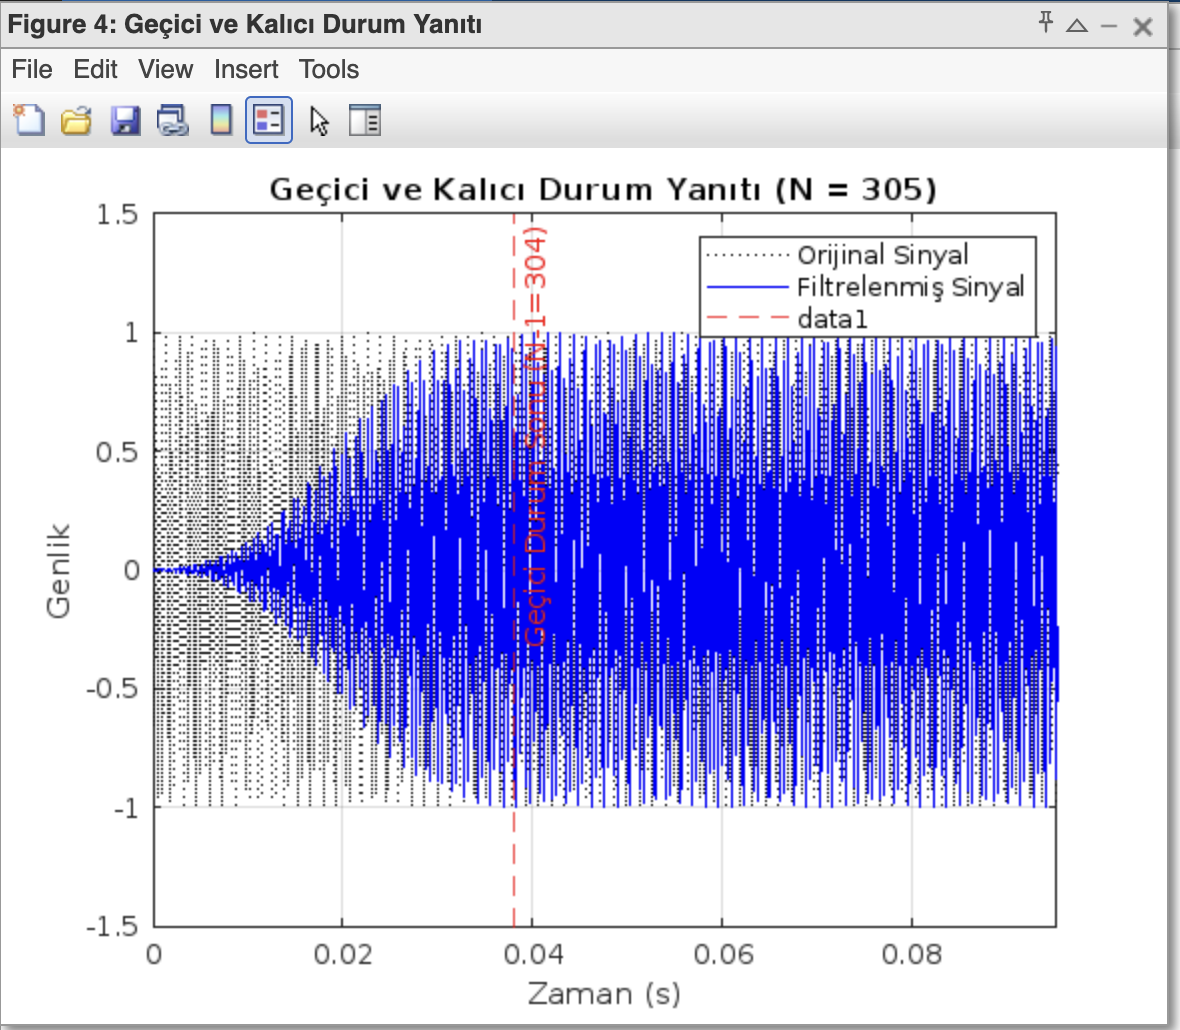 Figure 4: Geçici ve Kalıcı Durum Yanıtı
File Edit View Insert Tools
Geçici ve Kalıcı Durum Yanıtı (N = 305)
1.5
1
0.5
0
-0.5
-1
-1.5
Genlik
Orijinal Sinyal
Filtrelenmiş Sinyal
data1
Geçici Durum Sonu (N-1=304)
0 0.02 0.04 0.06 0.08
Zaman (s)